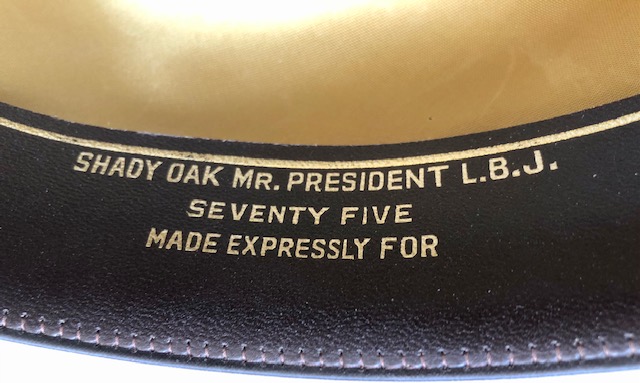 SHADY OAK MR. PRESIDENT L.B.J.
SEVENTY FIVE
MADE EXPRESSLY FOR